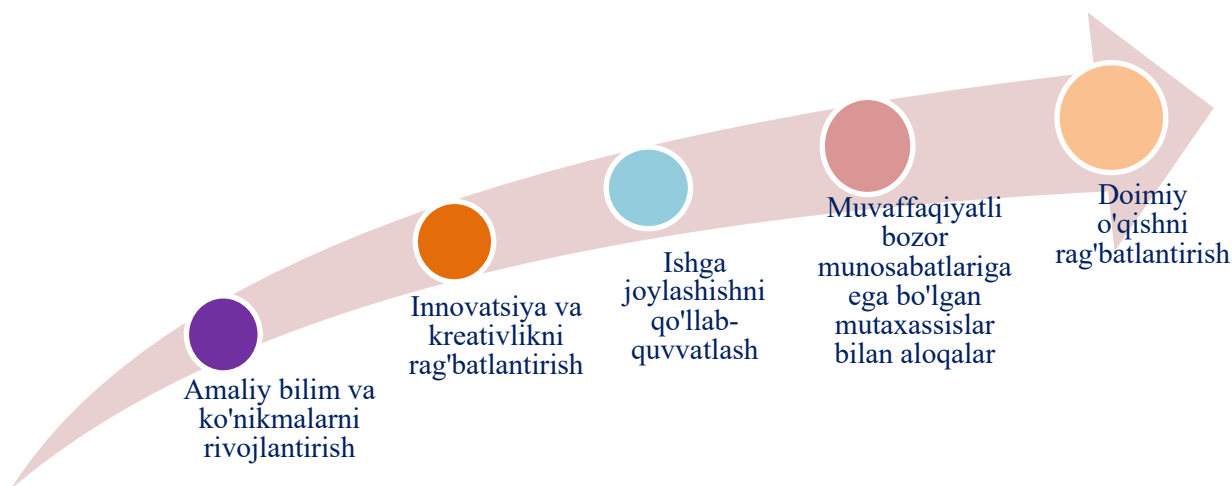 Amaliy bilim va
ko'nikmalarni
rivojlantirish
Innovatsiya va
kreativlikni
rag'batlantirish
Ishga
joylashishni
qo'llab-
quvvatlash
Muvaffaqiyatli
bozor
munosabatlariga
ega bo'lgan
mutaxassislar
bilan aloqalar
Doimiy
o'qishni
rag'batlantirish